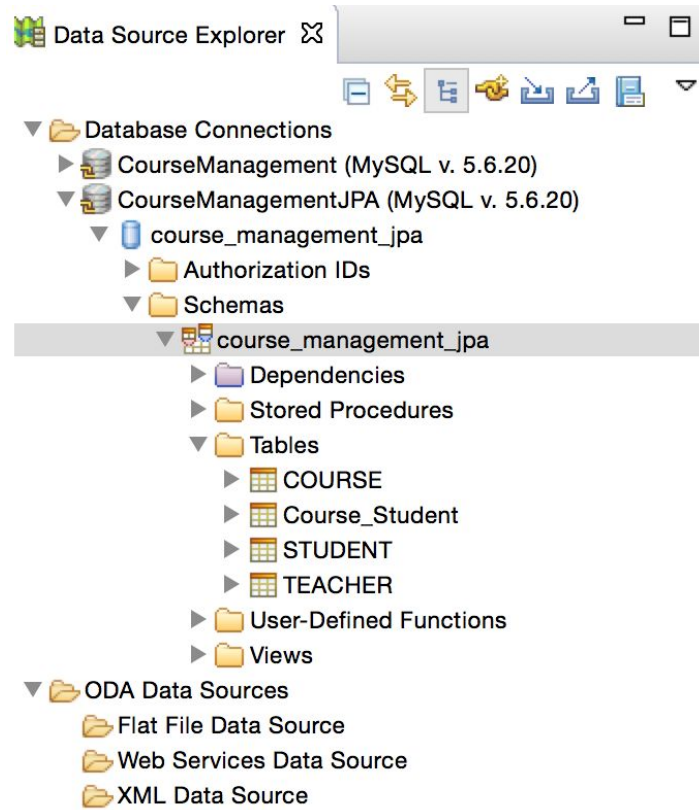 Data Source Explorer
Database Connections
CourseManagement (MySQL v. 5.6.20)
CourseManagementJPA (MySQL v. 5.6.20)
course_management_jpa
Authorization IDs
Schemas
course_management_jpa
Dependencies
Stored Procedures
Tables
COURSE
Course_Student
STUDENT
TEACHER
User-Defined Functions
Views
ODA Data Sources
Flat File Data Source
Web Services Data Source
XML Data Source